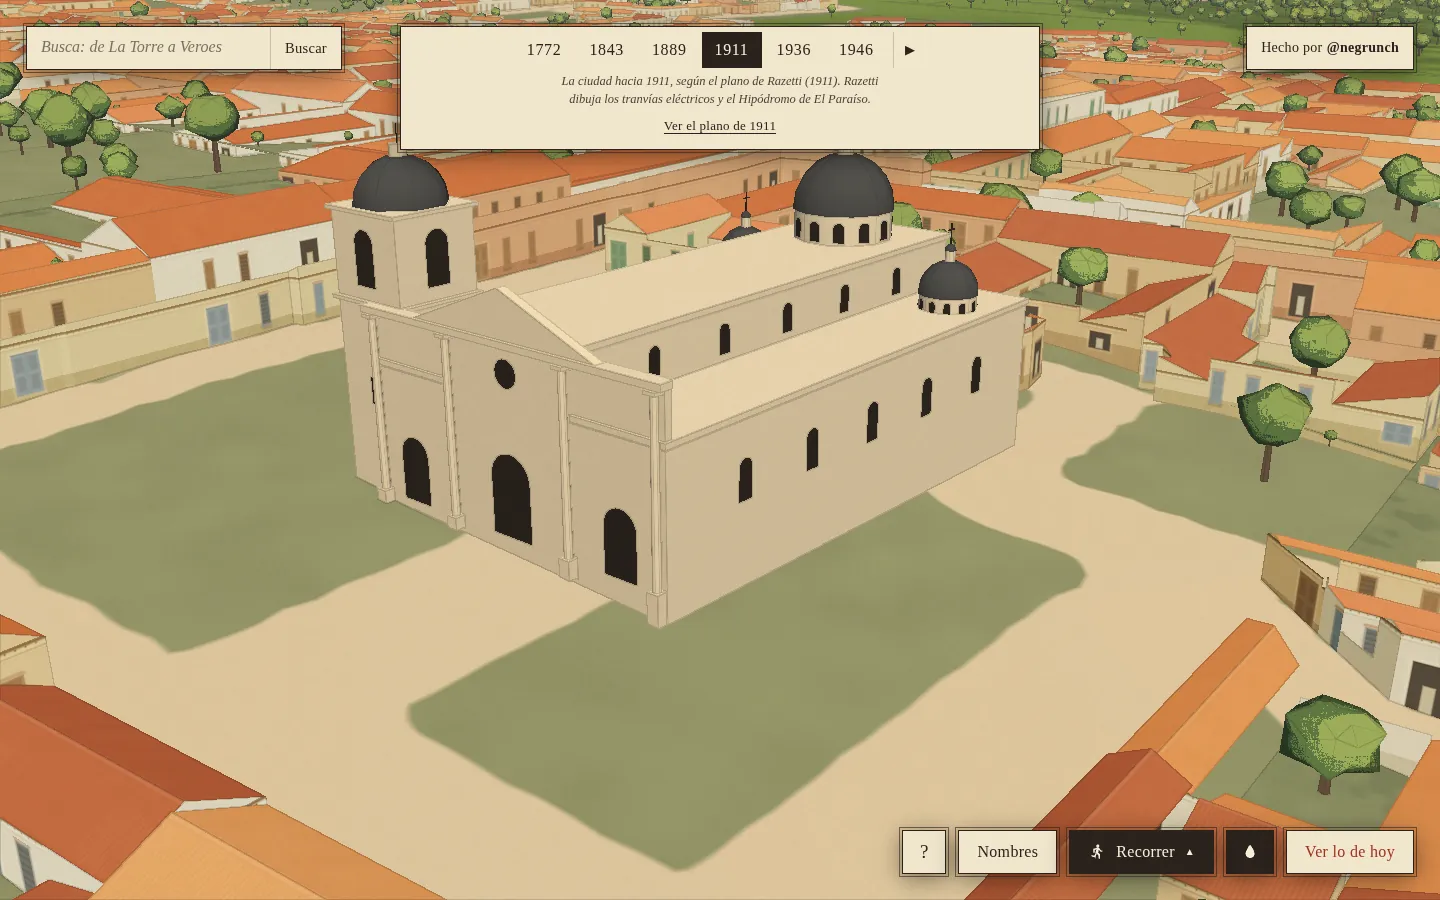 Busca: de La Torre a Veroes
Buscar
1772 1843 1889 1911 1936 1946 ▶
La ciudad hacia 1911, según el plano de Razetti (1911). Razetti
dibuja los tranvías eléctricos y el Hipódromo de El Paraíso.
Ver el plano de 1911
Hecho por @negrunch
?
Nombres
Recorrer ▲
Ver lo de hoy